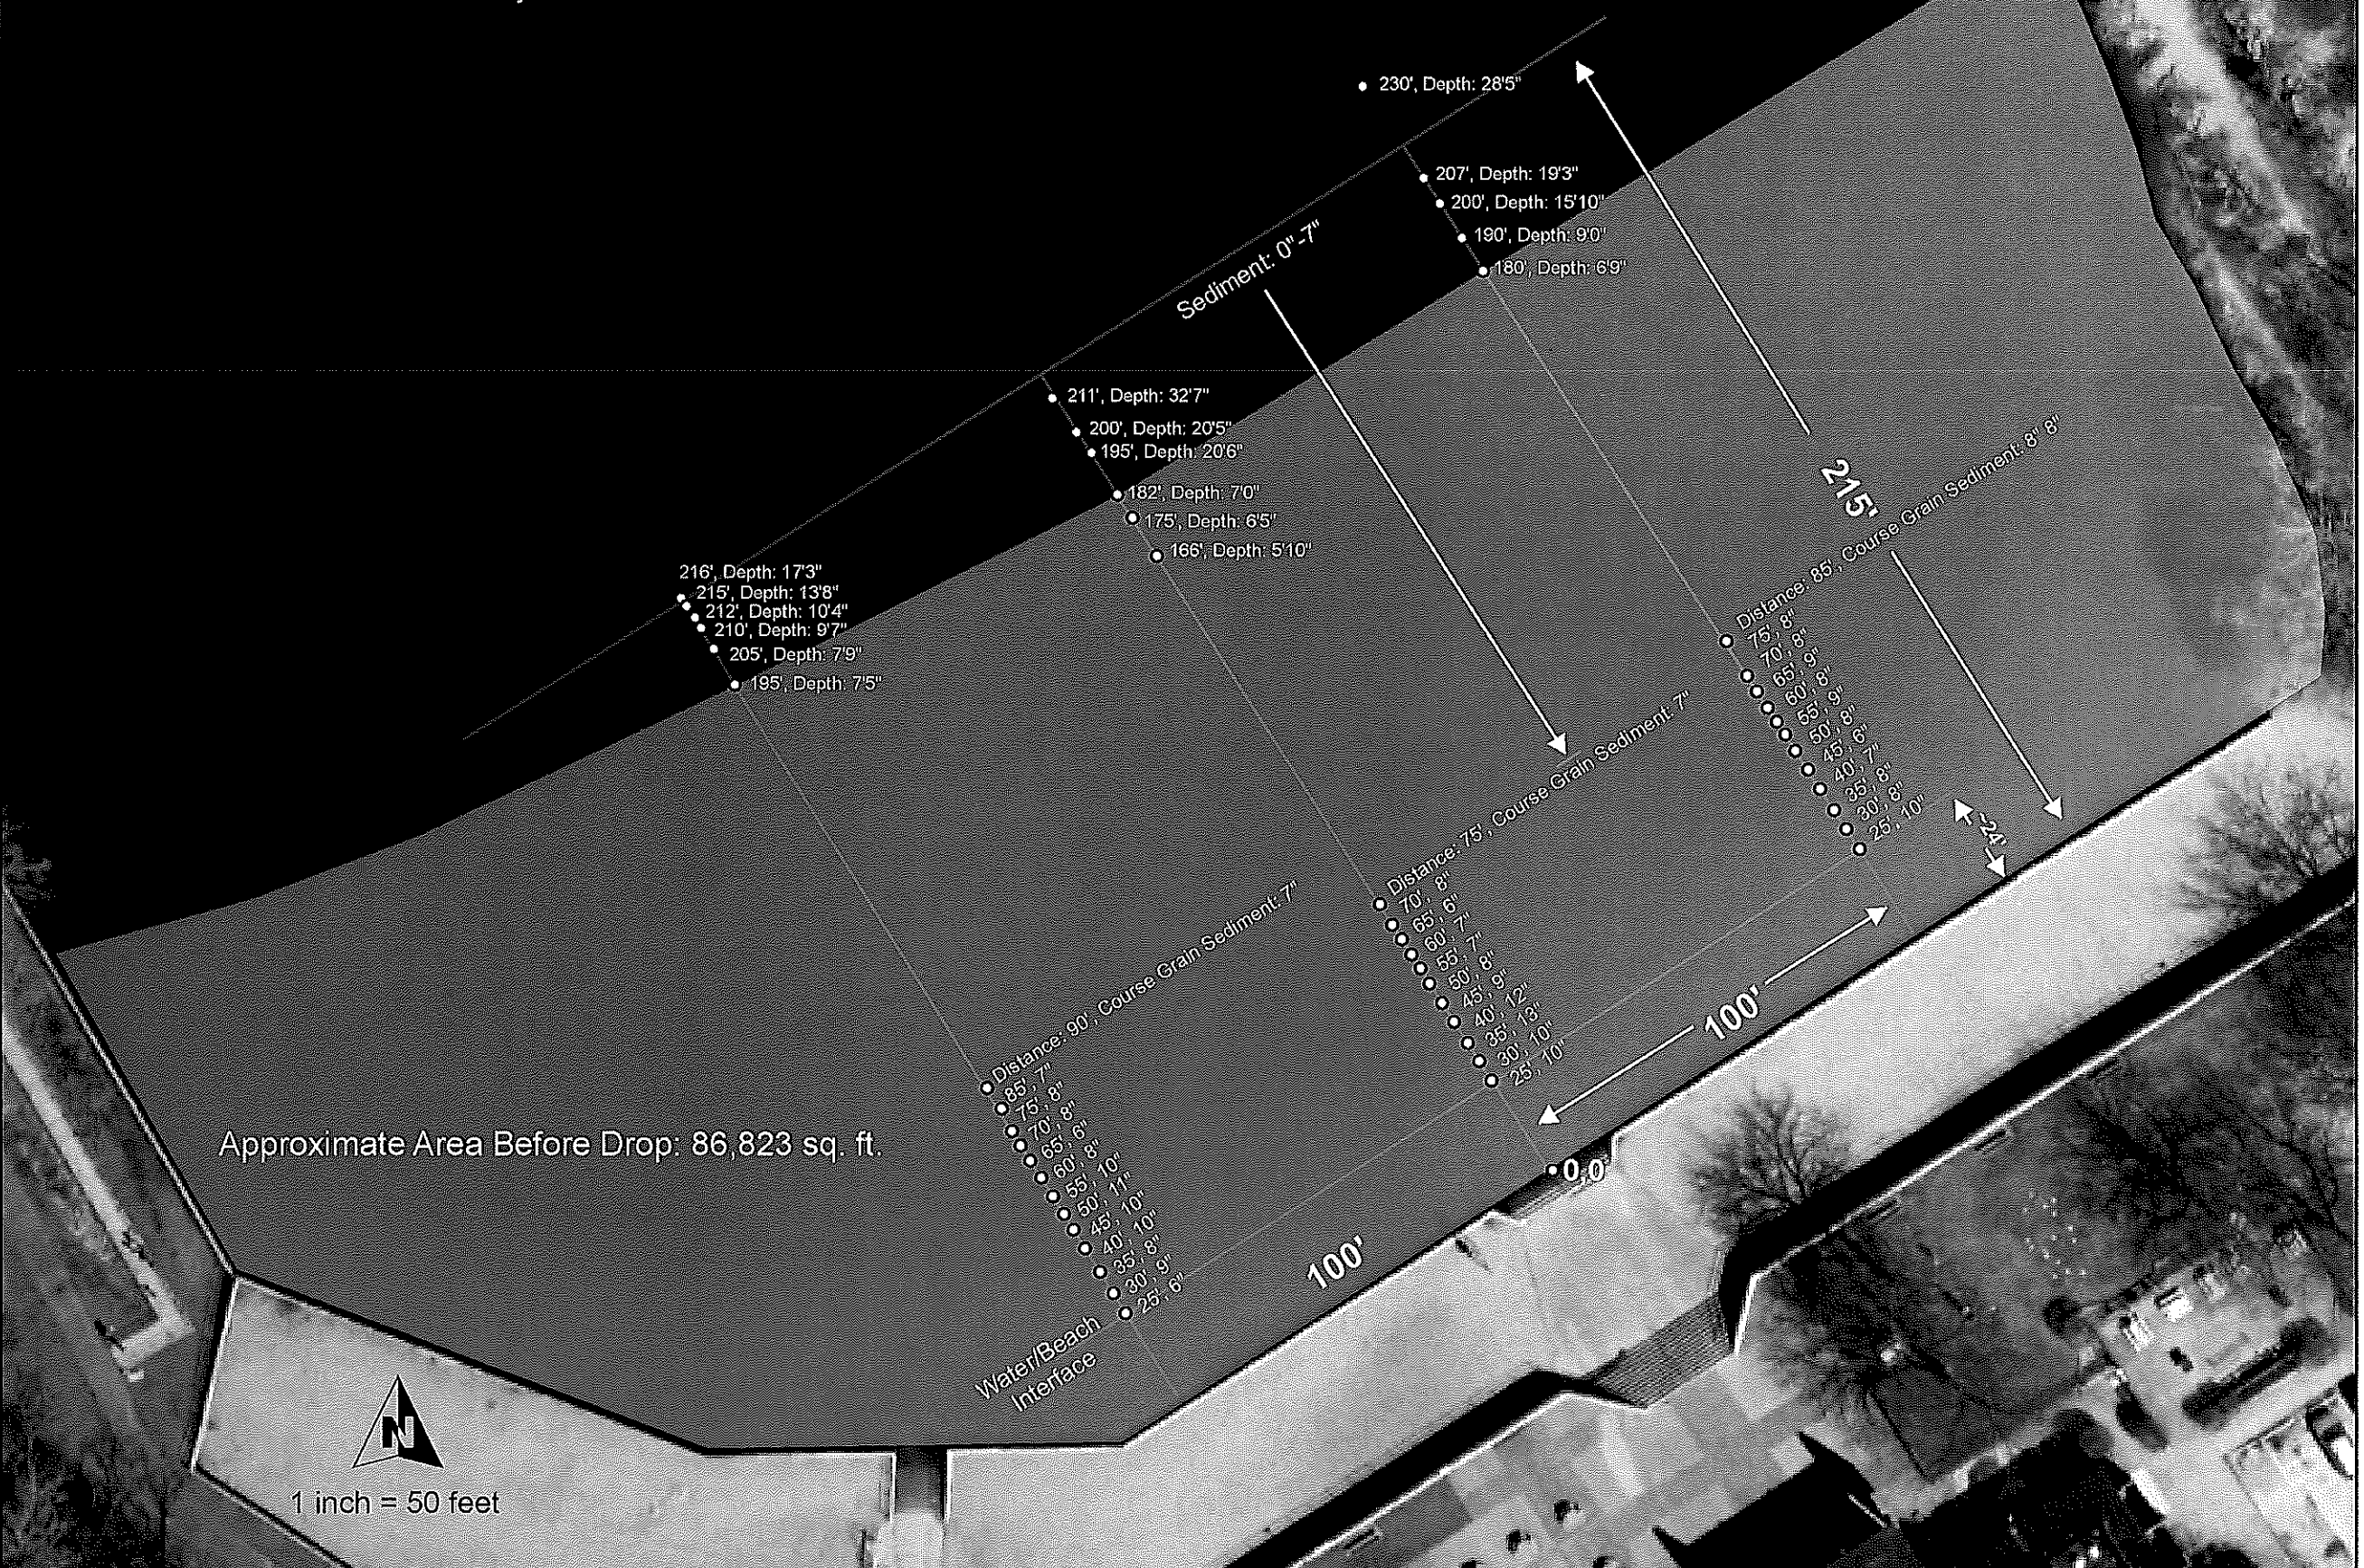 230', Depth: 28'5"
207', Depth: 19'3"
200', Depth: 15'10"
190', Depth: 9'0"
180', Depth: 6'9"
Sediment: 0"-7"
211', Depth: 32'7"
200', Depth: 20'5"
195', Depth: 20'6"
182', Depth: 7'0"
175', Depth: 6'5"
166', Depth: 5'10"
216', Depth: 17'3"
215', Depth: 13'8"
212', Depth: 10'4"
210', Depth: 9'7"
205', Depth: 7'9"
195', Depth: 7'5"
215'
Distance: 85', Course Grain Sediment: 8" 8"
75', 8"
70', 8"
65', 9"
60', 8"
55', 9"
50', 8"
45', 6"
40', 7"
35', 8"
30', 8"
25', 10"
~24'
Distance: 75', Course Grain Sediment: 7"
70', 8"
65', 6"
60', 7"
55', 7"
50', 8"
45', 9"
40', 12"
35', 13"
30', 10"
25', 10"
100'
0,0
Distance: 90', Course Grain Sediment: 7"
85', 7"
75', 8"
70', 8"
65', 6"
60', 8"
55', 10"
50', 11"
45', 10"
40', 10"
35', 8"
30', 9"
25', 6"
100'
Water/Beach
Interface
Approximate Area Before Drop: 86,823 sq. ft.
N
1 inch = 50 feet